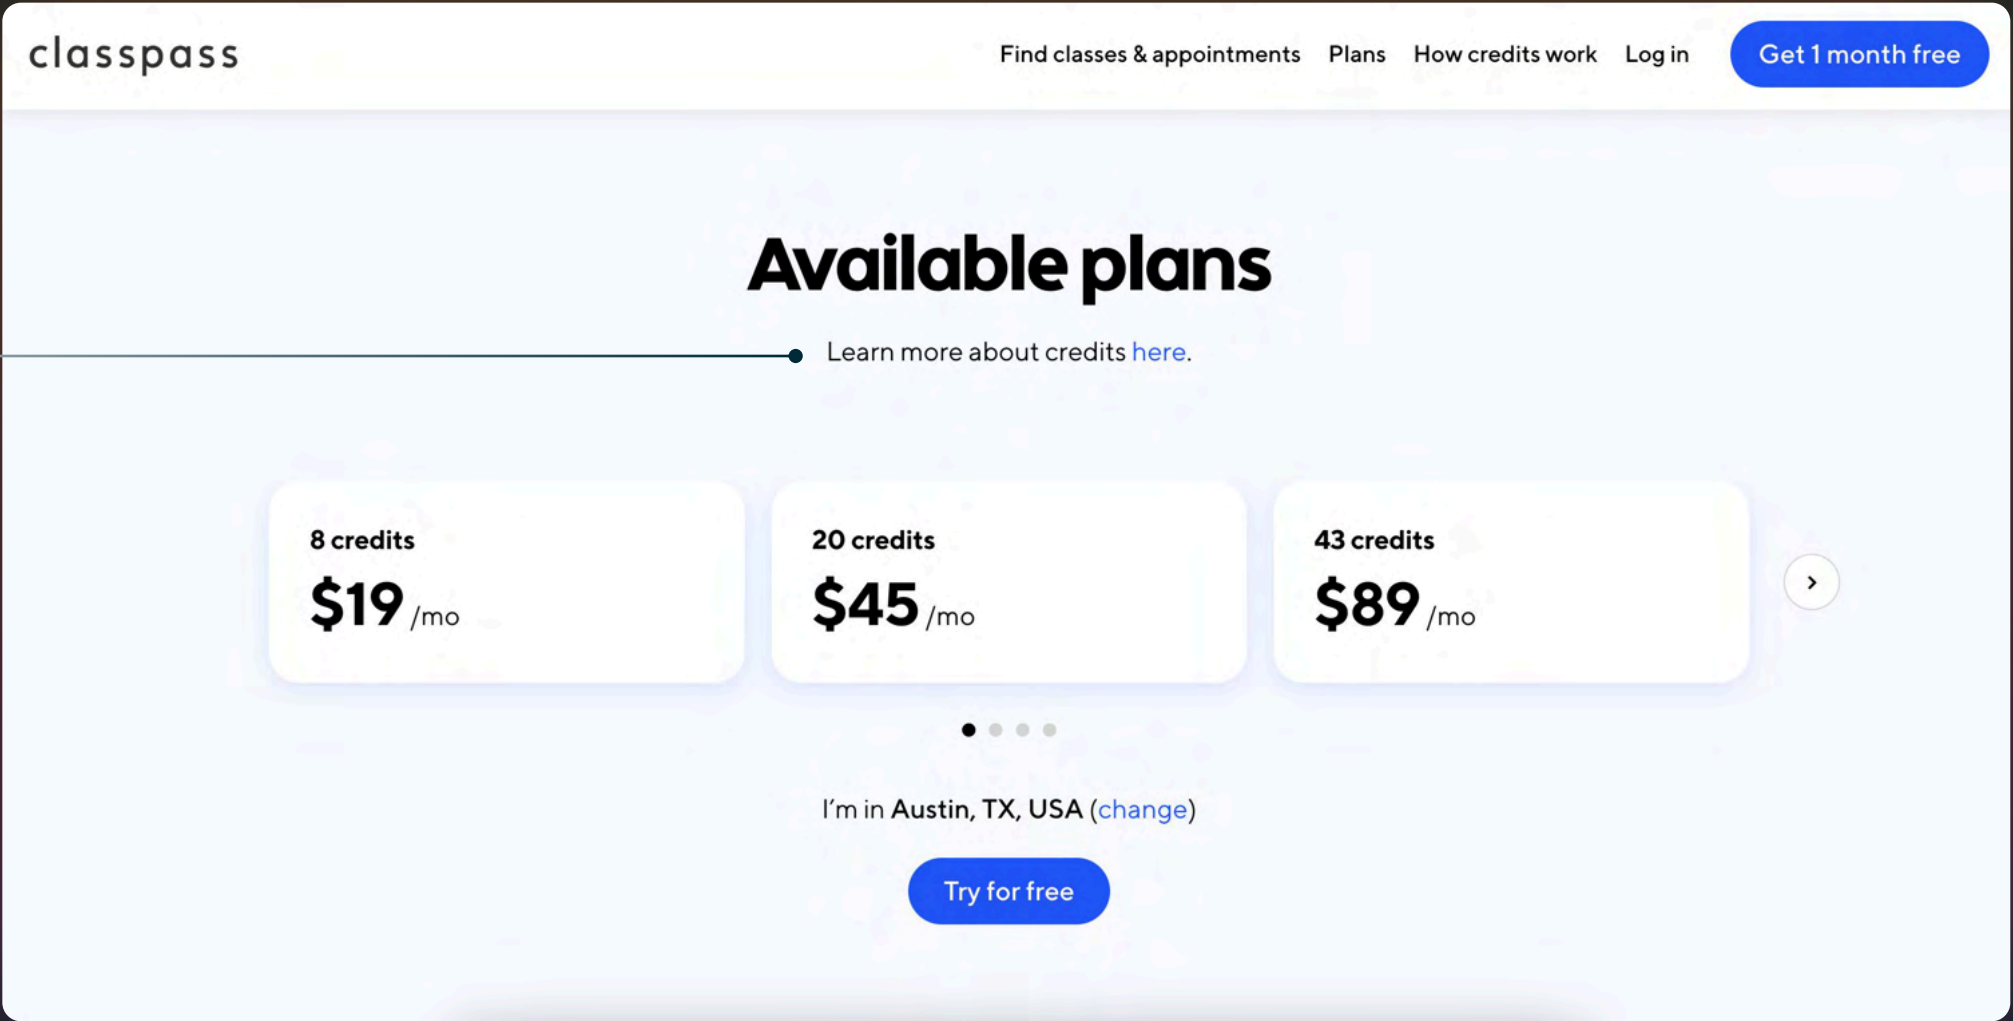 classpass
Find classes & appointments
Plans
How credits work
Log in
Get 1 month free
Available plans
Learn more about credits here.
8 credits
$19 /mo
20 credits
$45 /mo
43 credits
$89 /mo
I'm in Austin, TX, USA (change)
Try for free